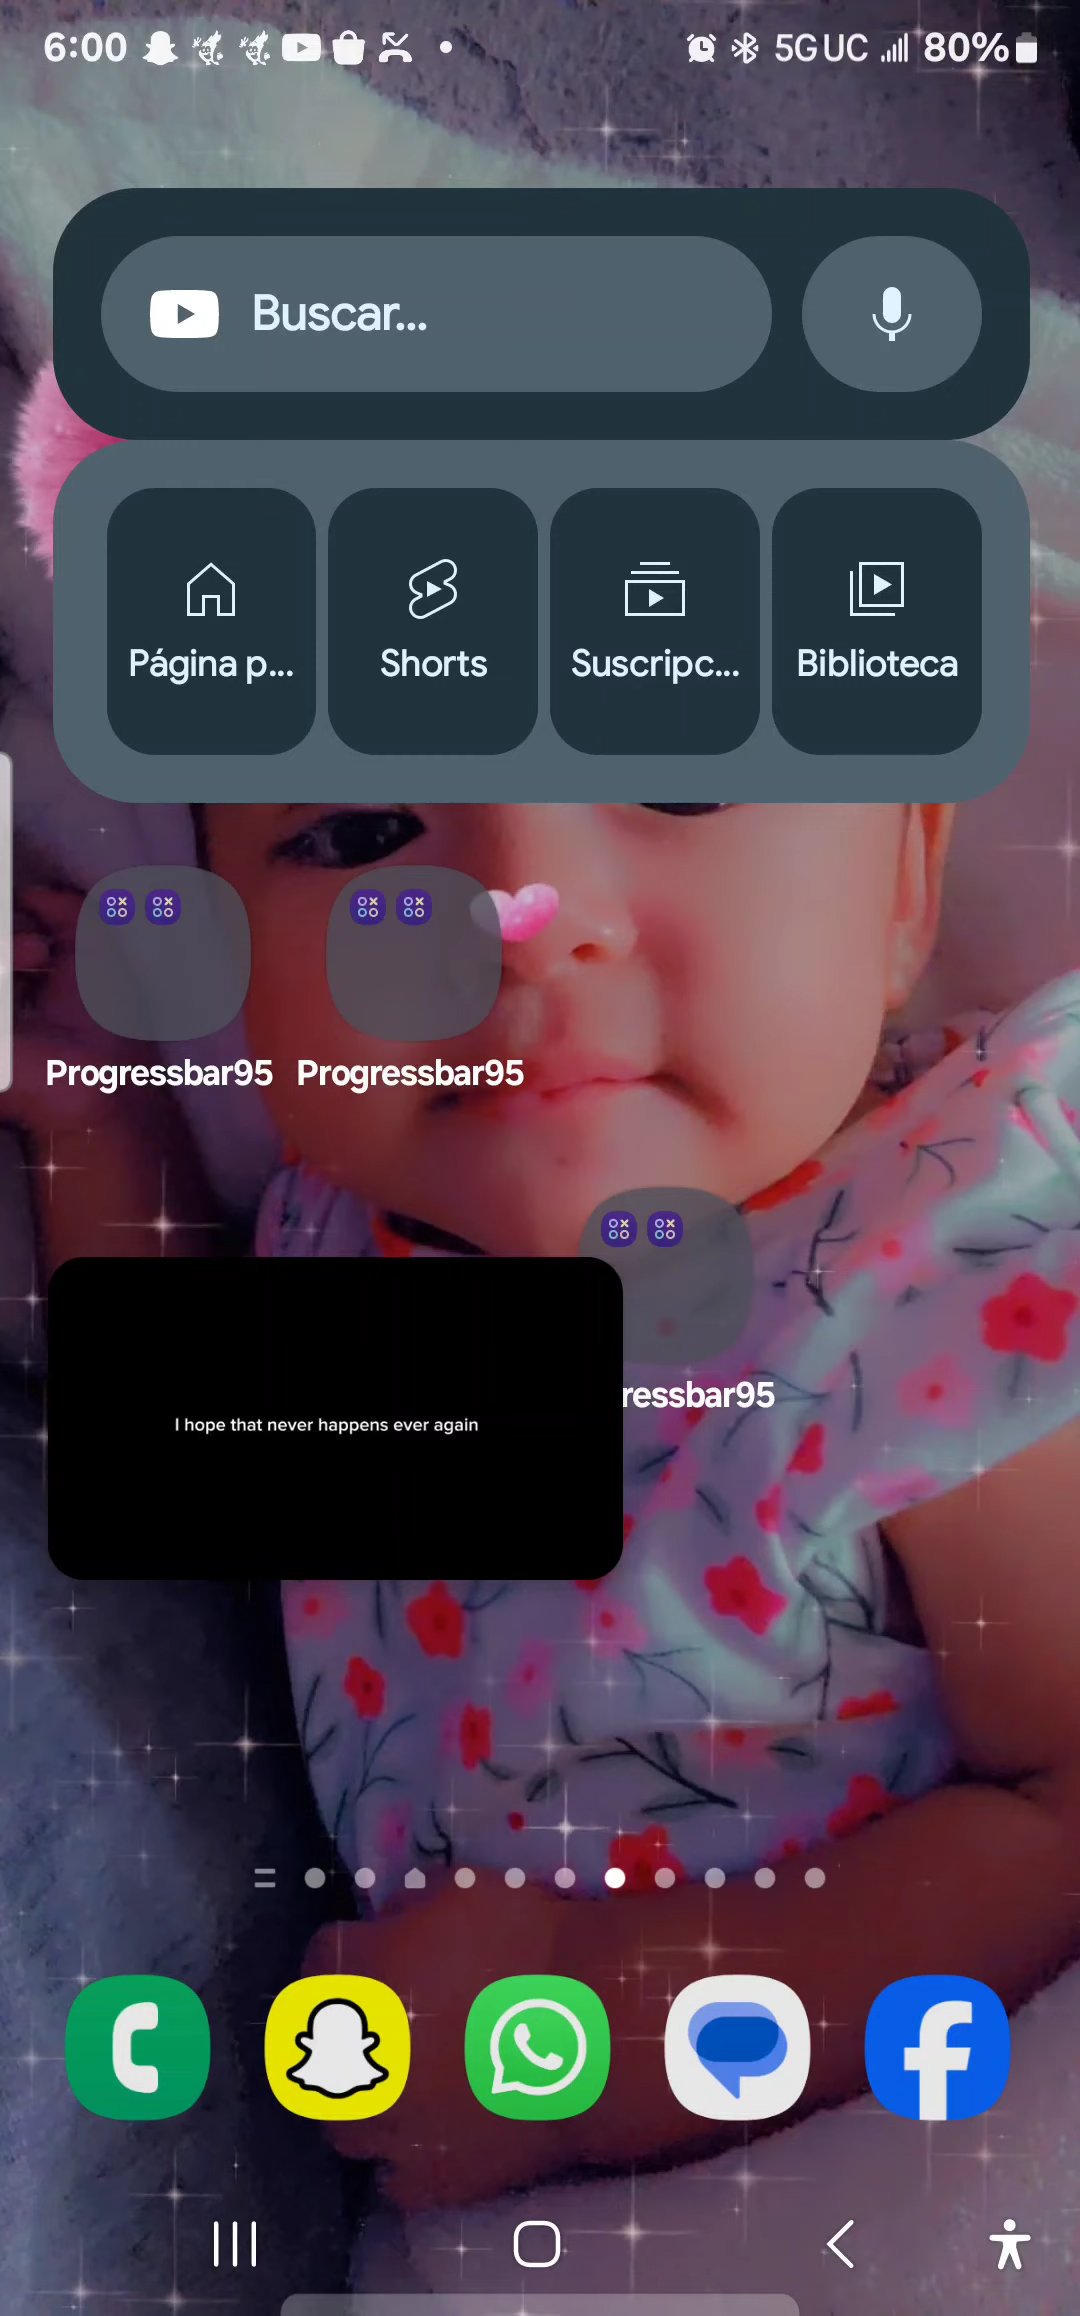 6:00 5G UC 80%
Buscar...
Página p... Shorts Suscripc... Biblioteca
Progressbar95 Progressbar95
ressbar95
I hope that never happens ever again